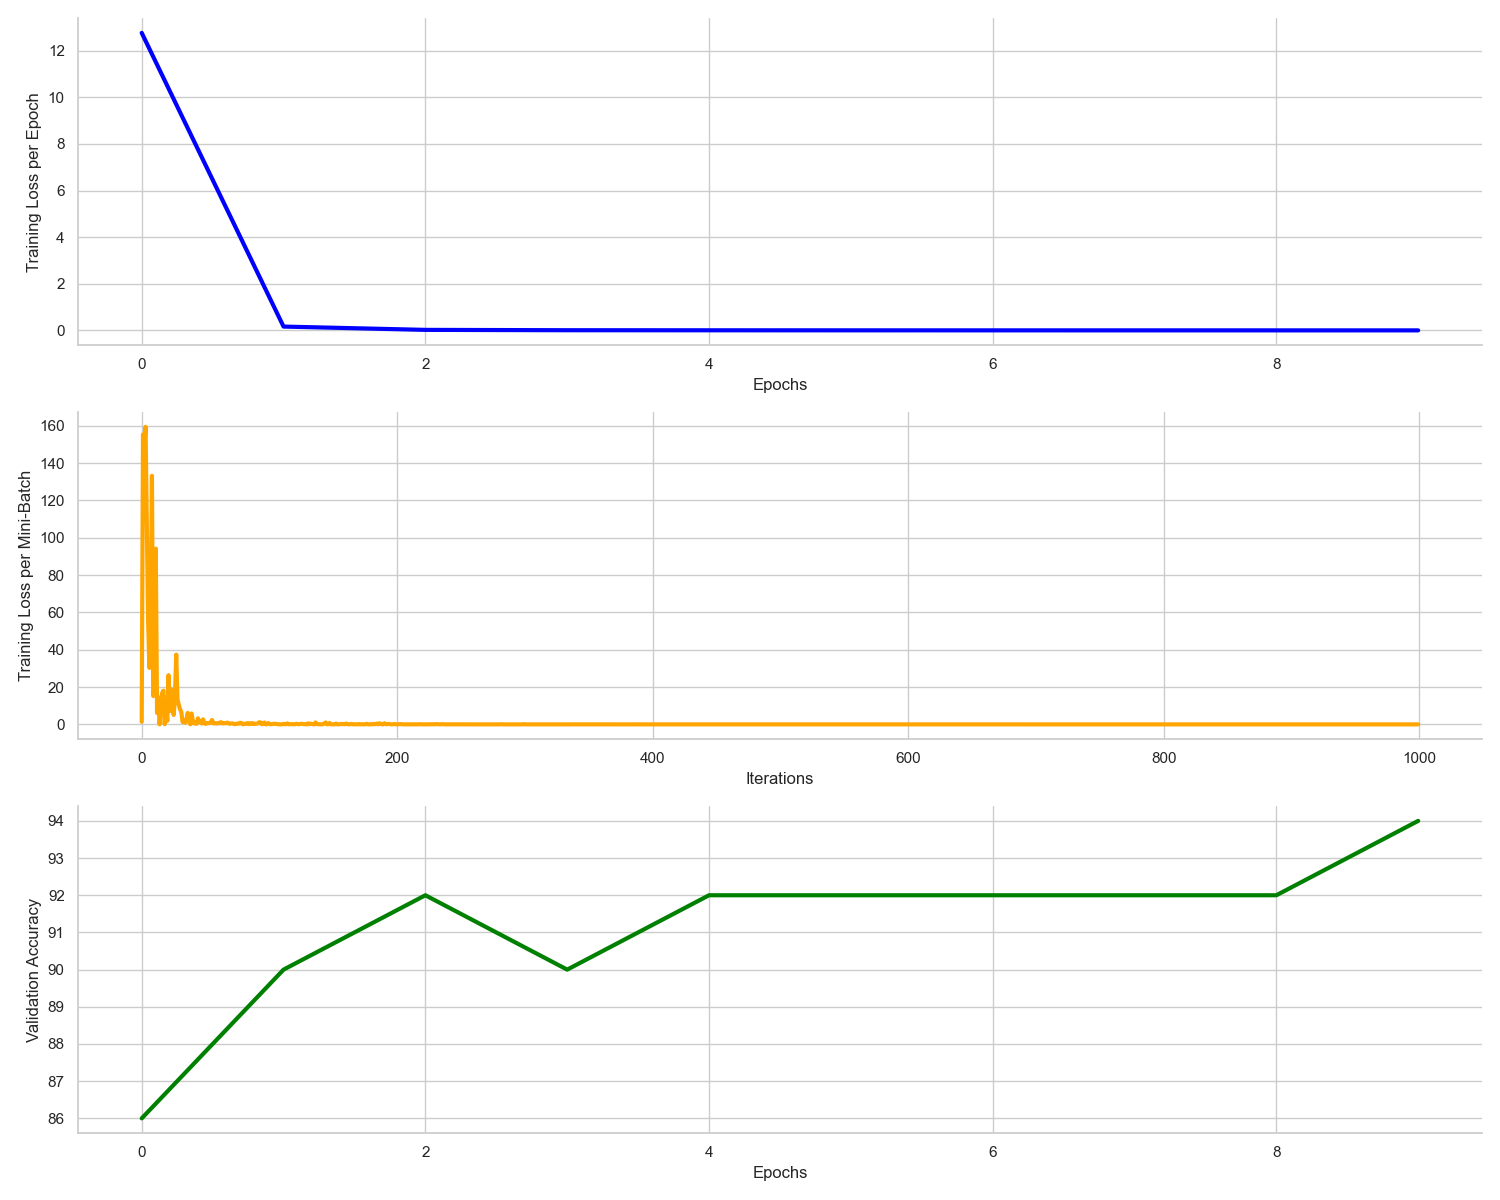 12
10
8
6
4
2
0
Training Loss per Epoch
0 2 4 6 8
Epochs
160
140
120
100
80
60
40
20
0
Training Loss per Mini-Batch
0 200 400 600 800 1000
Iterations
94
93
92
91
90
89
88
87
86
Validation Accuracy
0 2 4 6 8
Epochs